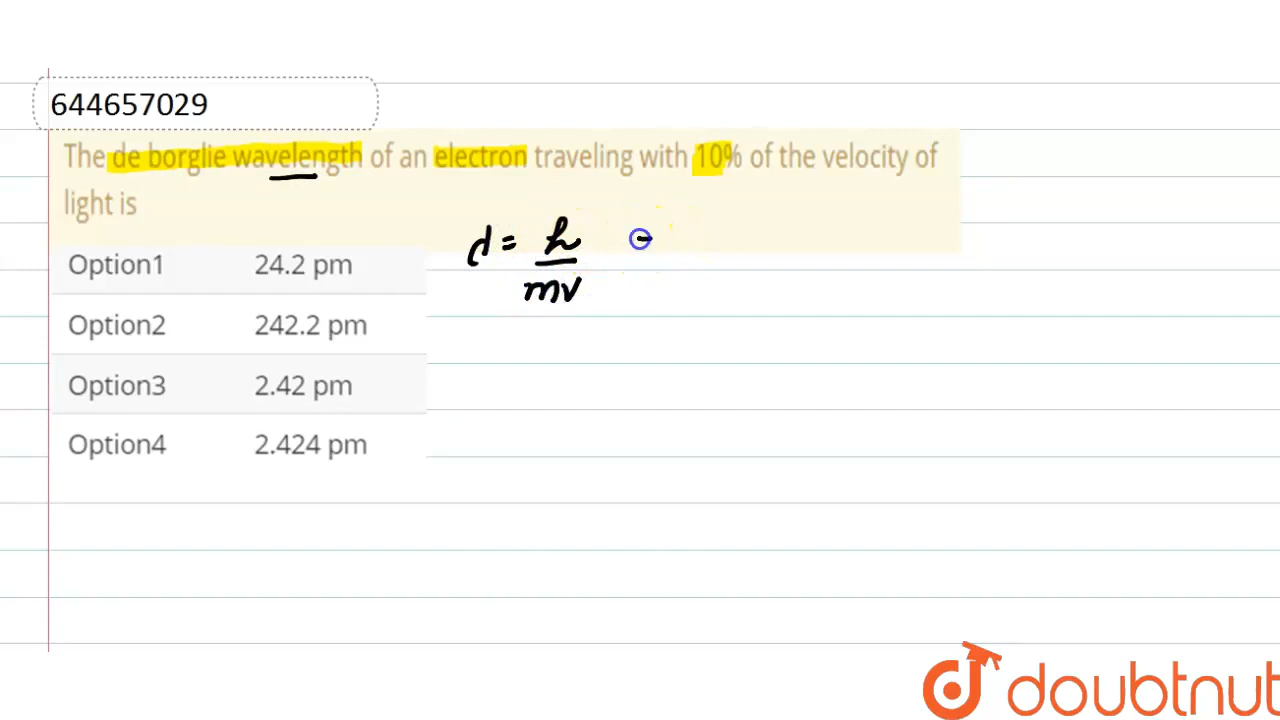 644657029
The de borglie wavelength of an electron traveling with 10% of the velocity of
light is
Option1 24.2 pm
Option2 242.2 pm
Option3 2.42 pm
Option4 2.424 pm
d = h
mv
doubtnut